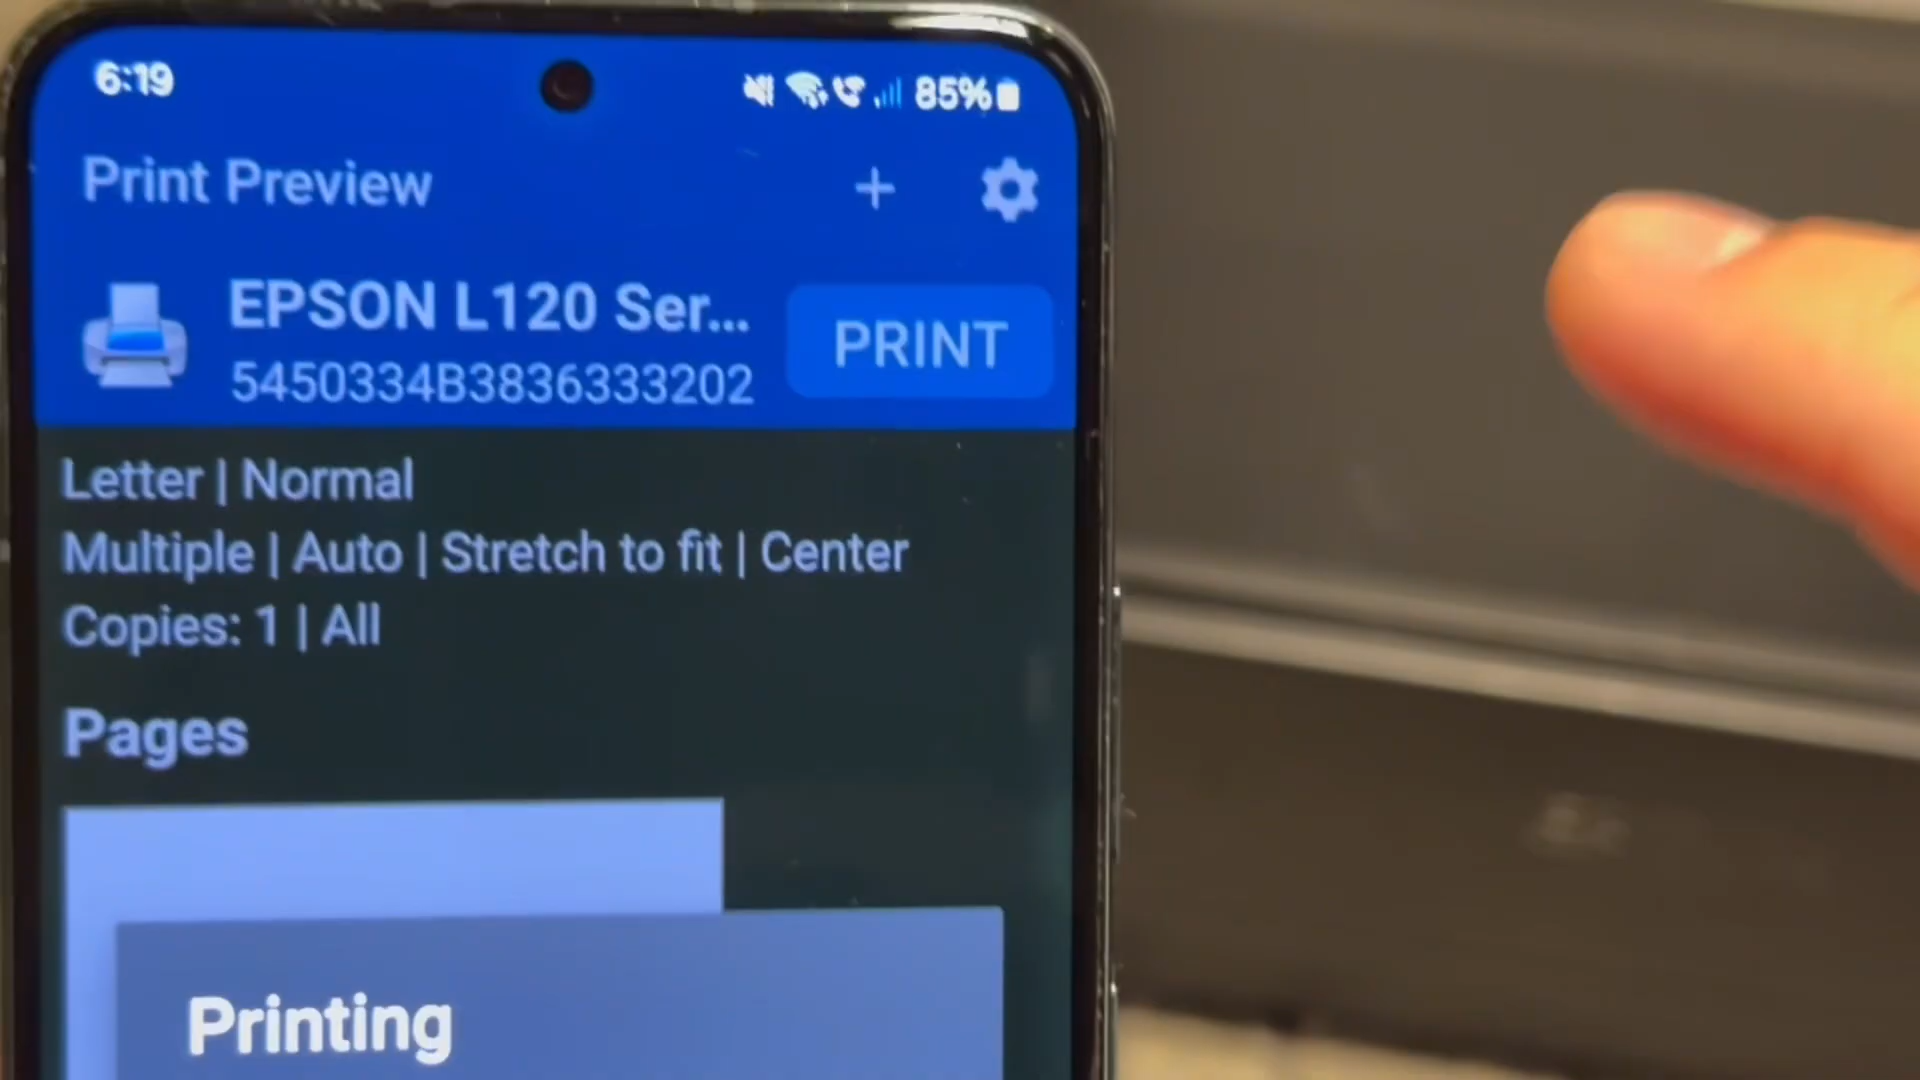 6:19
85%
Print Preview
EPSON L120 Ser...
5450334B3836333202
PRINT
Letter | Normal
Multiple | Auto | Stretch to fit | Center
Copies: 1 | All
Pages
Printing